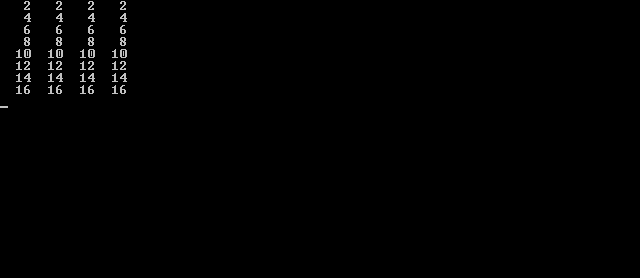 2 2 2 2
4 4 4 4
6 6 6 6
8 8 8 8
10 10 10 10
12 12 12 12
14 14 14 14
16 16 16 16